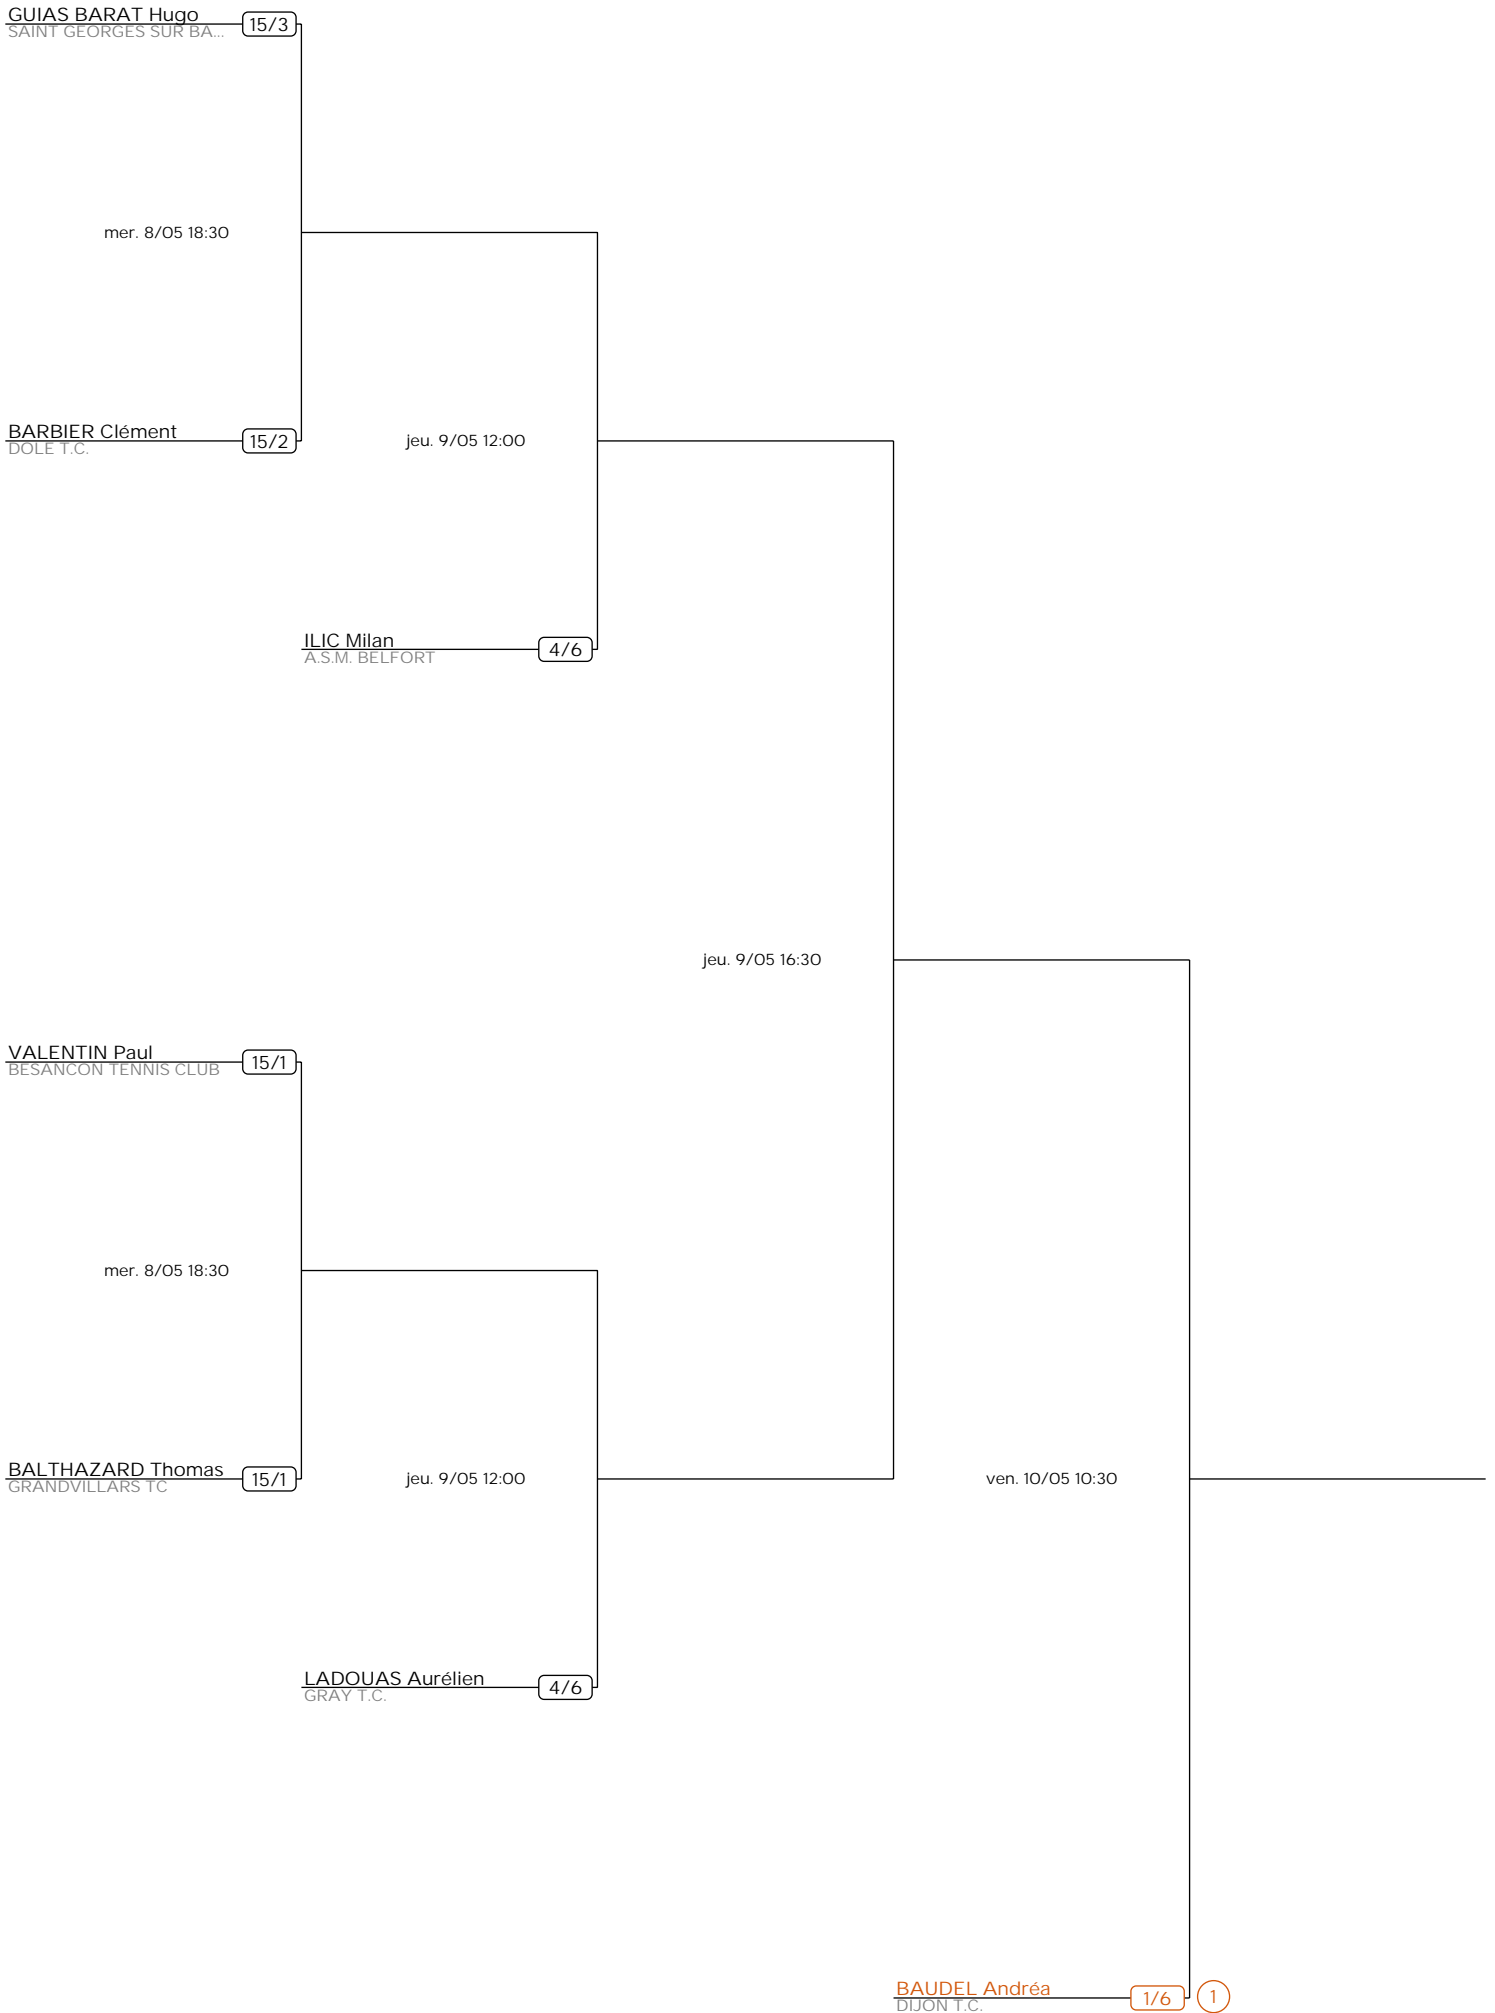 GUIAS BARAT Hugo
15/3
SAINT GEORGES SUR BA...
mer. 8/05 18:30
BARBIER Clément
15/2
DOLE T.C.
jeu. 9/05 12:00
ILIC Milan
4/6
A.S.M. BELFORT
jeu. 9/05 16:30
VALENTIN Paul
15/1
BESANCON TENNIS CLUB
mer. 8/05 18:30
BALTHAZARD Thomas
15/1
GRANDVILLARS TC
jeu. 9/05 12:00
ven. 10/05 10:30
LADOUAS Aurélien
4/6
GRAY T.C.
BAUDEL Andréa
1/6
1
DIJON T.C.